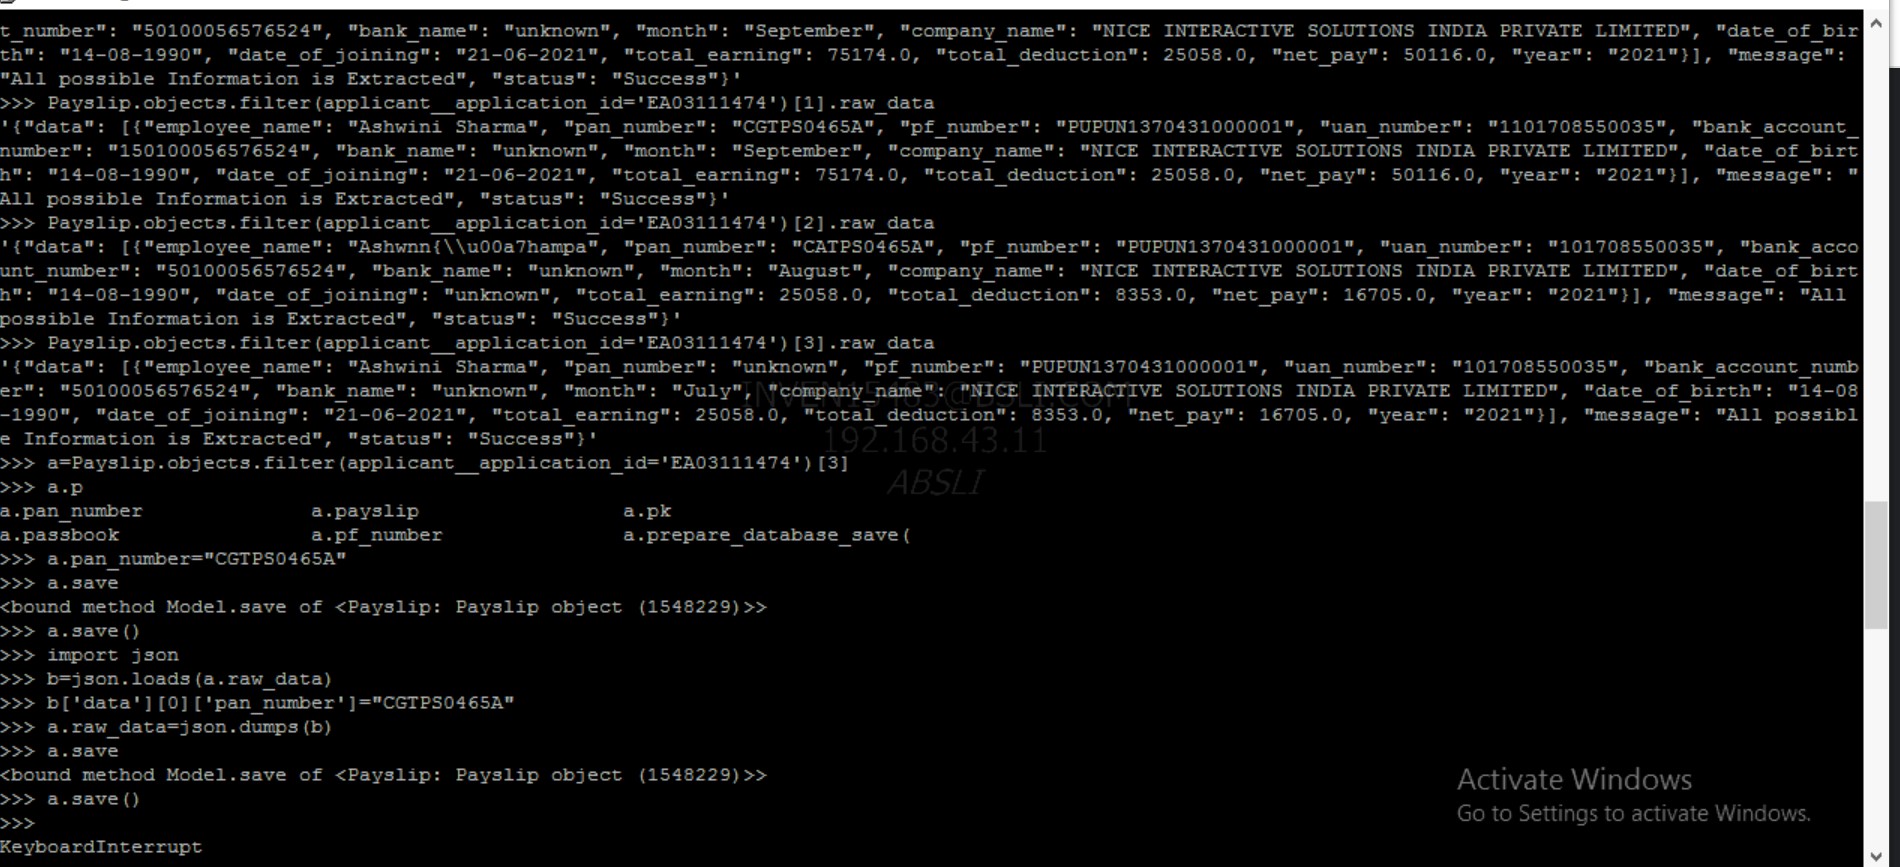 t_number": "50100056576524", "bank_name": "unknown", "month": "September", "company_name": "NICE INTERACTIVE SOLUTIONS INDIA PRIVATE LIMITED", "date_of_bir
th": "14-08-1990", "date_of_joining": "21-06-2021", "total_earning": 75174.0, "total_deduction": 25058.0, "net_pay": 50116.0, "year": "2021"}], "message":
"All possible Information is Extracted", "status": "Success"}'
>>> Payslip.objects.filter(applicant__application_id='EA03111474')[1].raw_data
'{"data": [{"employee_name": "Ashwini Sharma", "pan_number": "CGTPS0465A", "pf_number": "PUPUN1370431000001", "uan_number": "1101708550035", "bank_account_
number": "150100056576524", "bank_name": "unknown", "month": "September", "company_name": "NICE INTERACTIVE SOLUTIONS INDIA PRIVATE LIMITED", "date_of_birt
h": "14-08-1990", "date_of_joining": "21-06-2021", "total_earning": 75174.0, "total_deduction": 25058.0, "net_pay": 50116.0, "year": "2021"}], "message": "
All possible Information is Extracted", "status": "Success"}'
>>> Payslip.objects.filter(applicant__application_id='EA03111474')[2].raw_data
'{"data": [{"employee_name": "Ashwnn{\\u00a7hampa", "pan_number": "CATPS0465A", "pf_number": "PUPUN1370431000001", "uan_number": "101708550035", "bank_acco
unt_number": "50100056576524", "bank_name": "unknown", "month": "August", "company_name": "NICE INTERACTIVE SOLUTIONS INDIA PRIVATE LIMITED", "date_of_birt
h": "14-08-1990", "date_of_joining": "unknown", "total_earning": 25058.0, "total_deduction": 8353.0, "net_pay": 16705.0, "year": "2021"}], "message": "All
possible Information is Extracted", "status": "Success"}'
>>> Payslip.objects.filter(applicant__application_id='EA03111474')[3].raw_data
'{"data": [{"employee_name": "Ashwini Sharma", "pan_number": "unknown", "pf_number": "PUPUN1370431000001", "uan_number": "101708550035", "bank_account_numb
er": "50100056576524", "bank_name": "unknown", "month": "July", "company_name": "NICE INTERACTIVE SOLUTIONS INDIA PRIVATE LIMITED", "date_of_birth": "14-08
-1990", "date_of_joining": "21-06-2021", "total_earning": 25058.0, "total_deduction": 8353.0, "net_pay": 16705.0, "year": "2021"}], "message": "All possibl
e Information is Extracted", "status": "Success"}'
192.168.43.11
>>> a=Payslip.objects.filter(applicant__application_id='EA03111474')[3]
ABSLI
>>> a.p
a.pan_number a.payslip a.pk
a.passbook a.pf_number a.prepare_database_save(
>>> a.pan_number="CGTPS0465A"
>>> a.save
<bound method Model.save of <Payslip: Payslip object (1548229)>>
>>> a.save()
>>> import json
>>> b=json.loads(a.raw_data)
>>> b['data'][0]['pan_number']="CGTPS0465A"
>>> a.raw_data=json.dumps(b)
>>> a.save
<bound method Model.save of <Payslip: Payslip object (1548229)>>
>>> a.save()
>>>
KeyboardInterrupt
Activate Windows
Go to Settings to activate Windows.